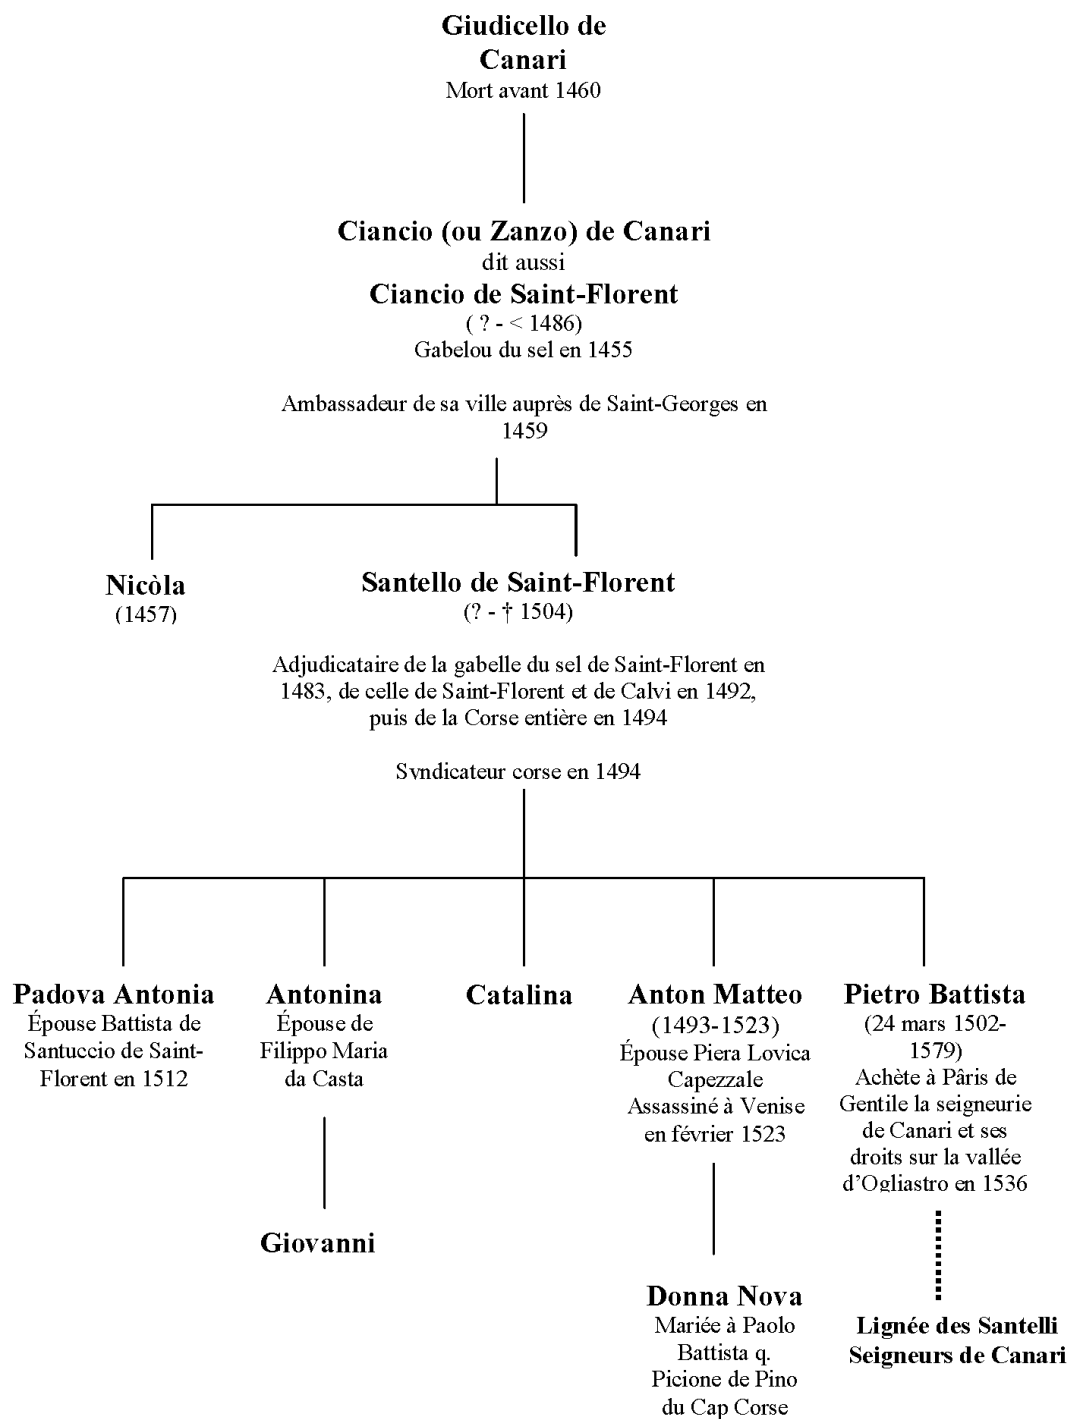 Giudicello de
Canari
Mort avant 1460
Ciancio (ou Zanzo) de Canari
dit aussi
Ciancio de Saint-Florent
( ? - < 1486)
Gabelou du sel en 1455
Ambassadeur de sa ville auprès de Saint-Georges en
1459
Nicòla
(1457)
Santello de Saint-Florent
(? - † 1504)
Adjudicataire de la gabelle du sel de Saint-Florent en
1483, de celle de Saint-Florent et de Calvi en 1492,
puis de la Corse entière en 1494
Syndicateur corse en 1494
Padova Antonia
Épouse Battista de
Santuccio de Saint-
Florent en 1512
Antonina
Épouse de
Filippo Maria
da Casta
Giovanni
Catalina
Anton Matteo
(1493-1523)
Épouse Piera Lovica
Capezzale
Assassiné à Venise
en février 1523
Donna Nova
Mariée à Paolo
Battista q.
Picione de Pino
du Cap Corse
Pietro Battista
(24 mars 1502-
1579)
Achète à Pâris de
Gentile la seigneurie
de Canari et ses
droits sur la vallée
d'Ogliastro en 1536
Lignée des Santelli
Seigneurs de Canari